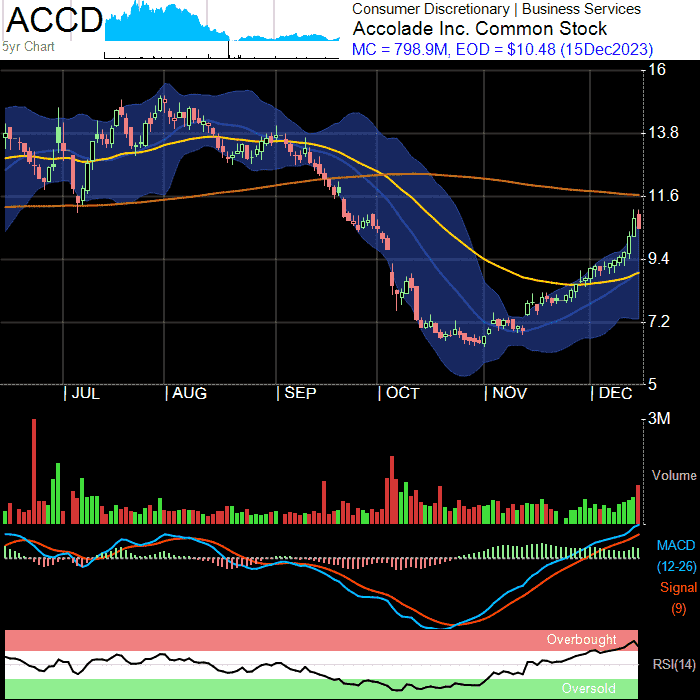 ACCD
5yr Chart
Consumer Discretionary | Business Services
Accolade Inc. Common Stock
MC = 798.9M, EOD = $10.48 (15Dec2023)
16
13.8
11.6
9.4
7.2
5
| JUL | AUG | SEP | OCT | NOV | DEC
3M
Volume
MACD
(12-26)
Signal
(9)
Overbought
RSI(14)
Oversold